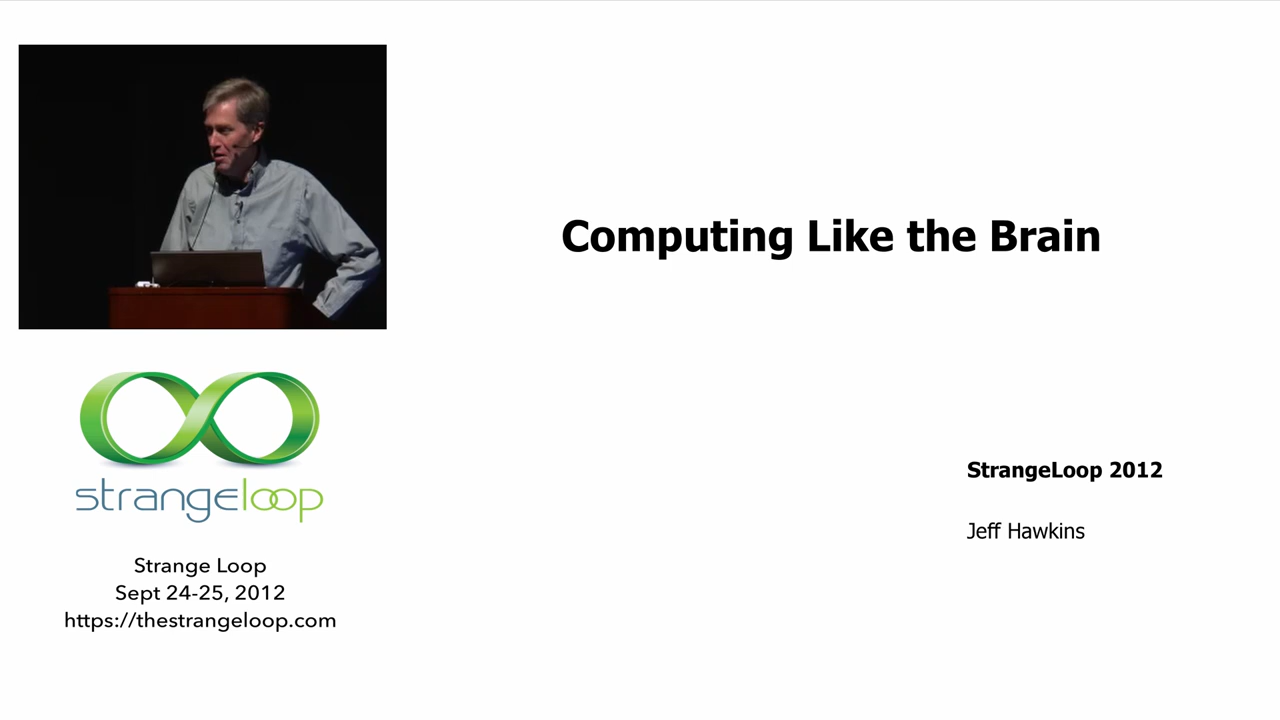 Computing Like the Brain
StrangeLoop 2012
Jeff Hawkins
strangeloop
Strange Loop
Sept 24-25, 2012
https://thestrangeloop.com